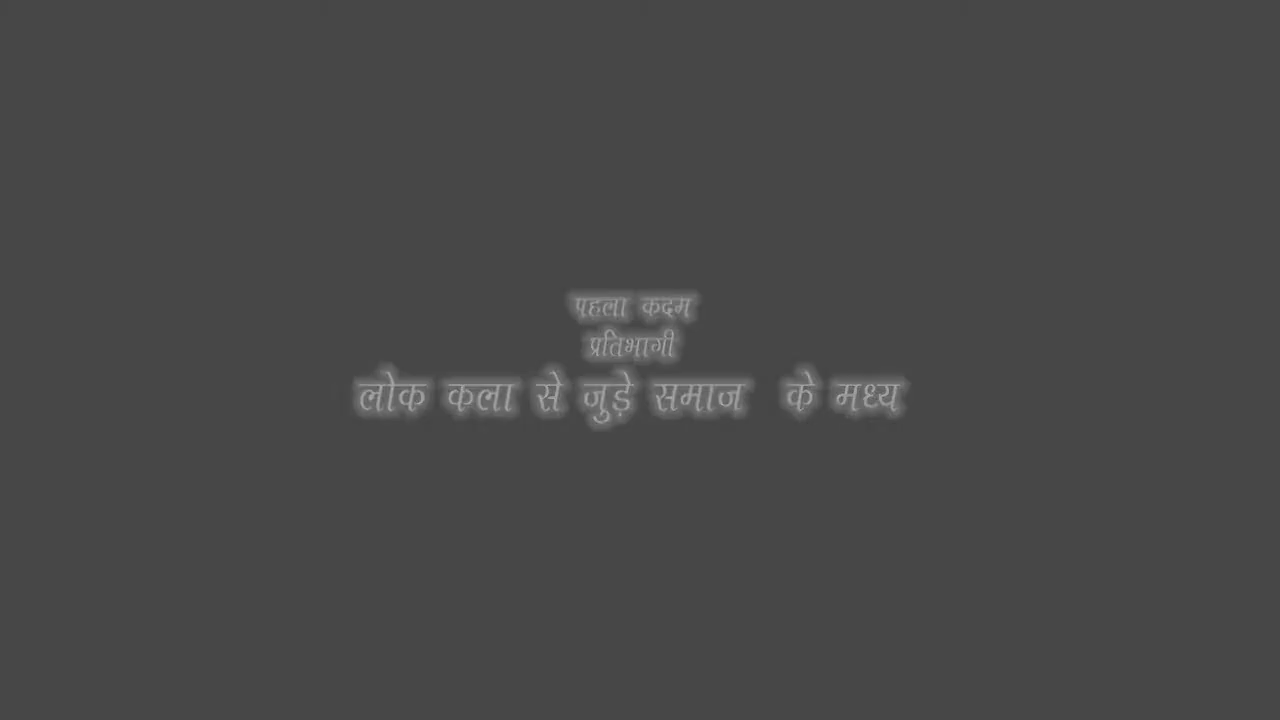 पहला कदम
प्रतिभागी
लोक कला से जुड़े समाज के मध्य